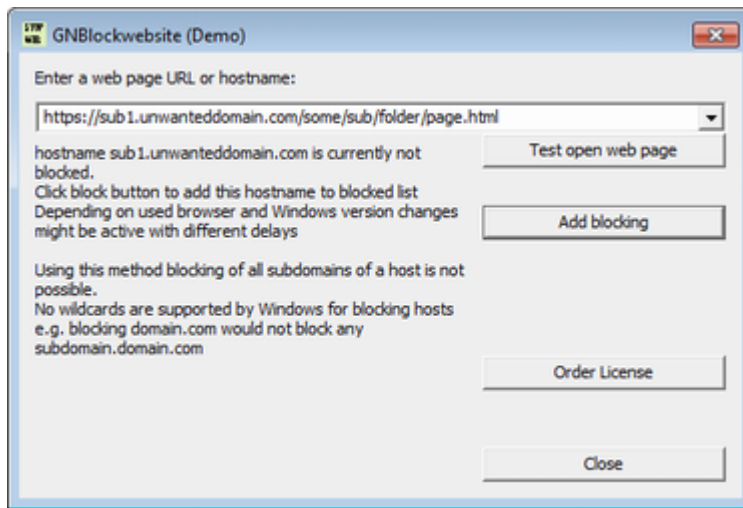 GNBlockwebsite (Demo)
Enter a web page URL or hostname:
https://sub1.unwanteddomain.com/some/sub/folder/page.html
hostname sub1.unwanteddomain.com is currently not
blocked.
Click block button to add this hostname to blocked list
Depending on used browser and Windows version changes
might be active with different delays
Using this method blocking of all subdomains of a host is not
possible.
No wildcards are supported by Windows for blocking hosts
e.g. blocking domain.com would not block any
subdomain.domain.com
Test open web page
Add blocking
Order License
Close